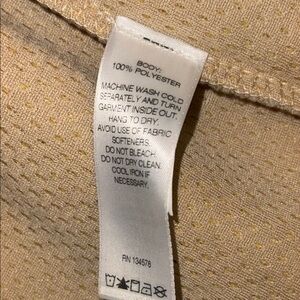 BODY:
100% POLYESTER
MACHINE WASH COLD
SEPARATELY AND TURN
GARMENT INSIDE OUT.
HANG TO DRY.
AVOID USE OF FABRIC
SOFTENERS.
DO NOT BLEACH.
DO NOT DRY CLEAN.
COOL IRON IF
NECESSARY.
RN 134576